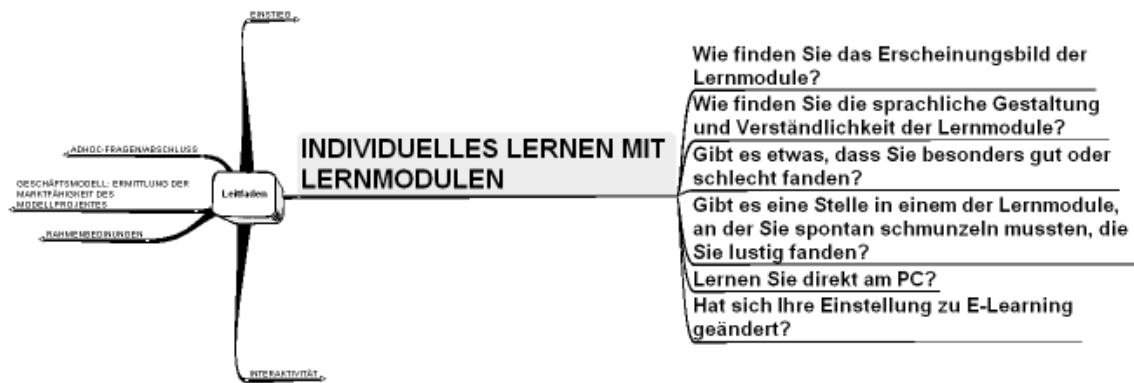 EINSTIEG
ADHOC-FRAGEN/ABSCHLUSS
GESCHÄFTSMODELL: ERMITTLUNG DER
MARKTFÄHIGKEIT DES
MODELLPROJEKTES
RAHMENBEDINUNGEN
Leitfaden
INTERAKTIVITÄT
INDIVIDUELLES LERNEN MIT
LERNMODULEN
Wie finden Sie das Erscheinungsbild der
Lernmodule?
Wie finden Sie die sprachliche Gestaltung
und Verständlichkeit der Lernmodule?
Gibt es etwas, dass Sie besonders gut oder
schlecht fanden?
Gibt es eine Stelle in einem der Lernmodule,
an der Sie spontan schmunzeln mussten, die
Sie lustig fanden?
Lernen Sie direkt am PC?
Hat sich Ihre Einstellung zu E-Learning
geändert?